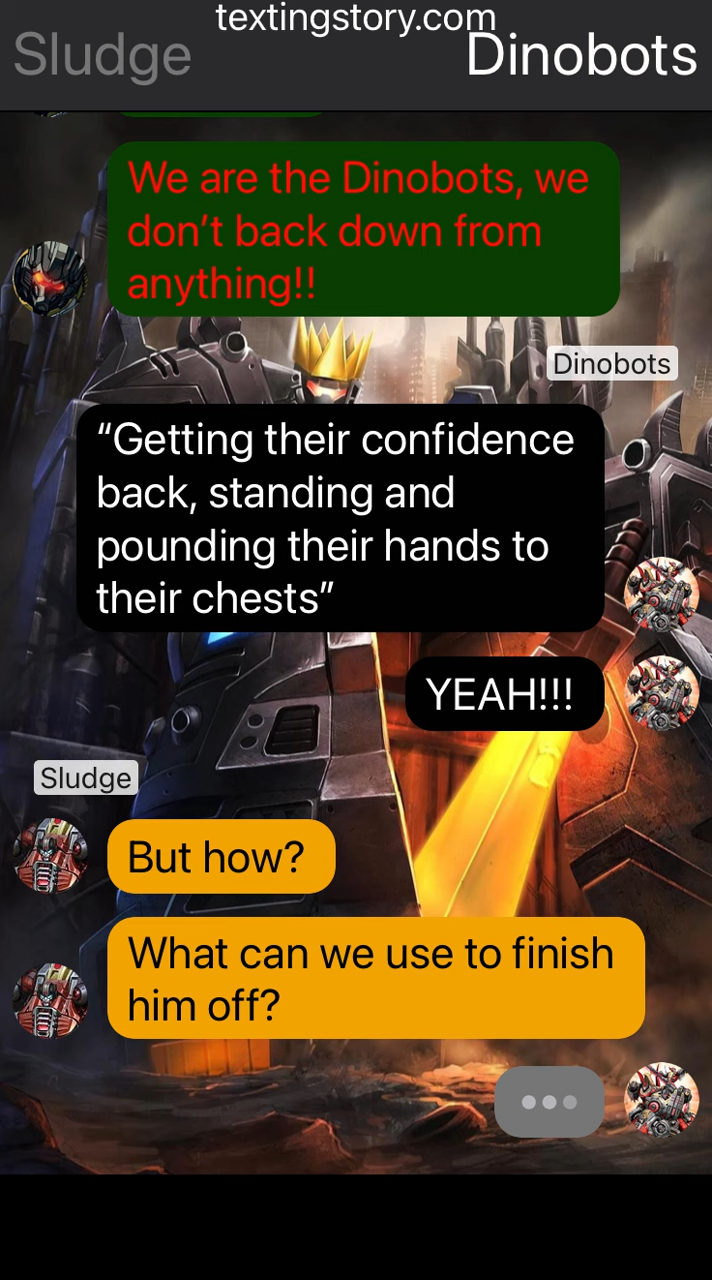 textingstory.com
Sludge
Dinobots
We are the Dinobots, we
don’t back down from
anything!!
Dinobots
“Getting their confidence
back, standing and
pounding their hands to
their chests”
YEAH!!!
Sludge
But how?
What can we use to finish
him off?